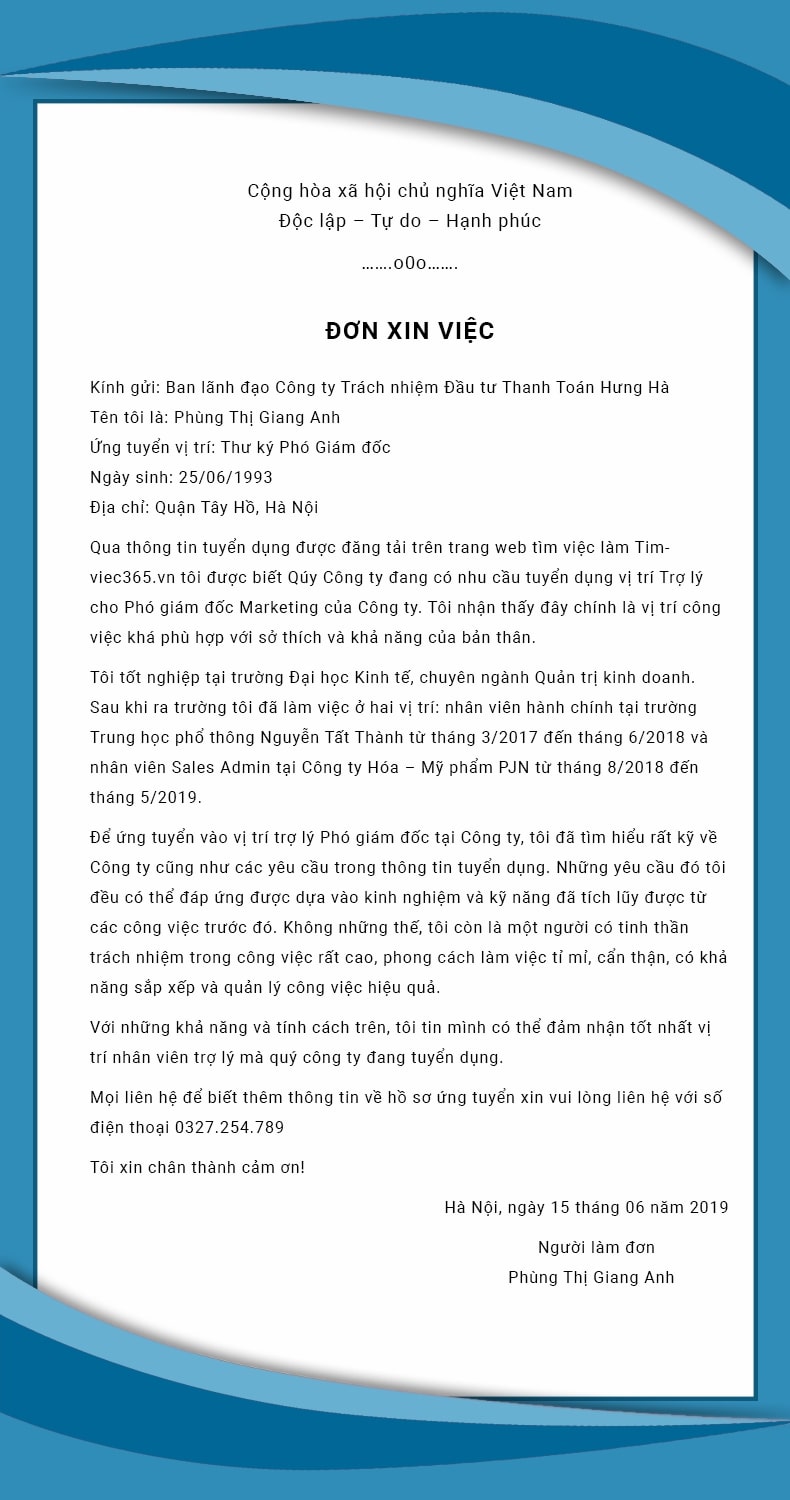 Cộng hòa xã hội chủ nghĩa Việt Nam
Độc lập – Tự do – Hạnh phúc
…….o0o…….
ĐƠN XIN VIỆC
Kính gửi: Ban lãnh đạo Công ty Trách nhiệm Đầu tư Thanh Toán Hưng Hà
Tên tôi là: Phùng Thị Giang Anh
Ứng tuyển vị trí: Thư ký Phó Giám đốc
Ngày sinh: 25/06/1993
Địa chỉ: Quận Tây Hồ, Hà Nội
Qua thông tin tuyển dụng được đăng tải trên trang web tìm việc làm Tim-
viec365.vn tôi được biết Qúy Công ty đang có nhu cầu tuyển dụng vị trí Trợ lý
cho Phó giám đốc Marketing của Công ty. Tôi nhận thấy đây chính là vị trí công
việc khá phù hợp với sở thích và khả năng của bản thân.
Tôi tốt nghiệp tại trường Đại học Kinh tế, chuyên ngành Quản trị kinh doanh.
Sau khi ra trường tôi đã làm việc ở hai vị trí: nhân viên hành chính tại trường
Trung học phổ thông Nguyễn Tất Thành từ tháng 3/2017 đến tháng 6/2018 và
nhân viên Sales Admin tại Công ty Hóa – Mỹ phẩm PJN từ tháng 8/2018 đến
tháng 5/2019.
Để ứng tuyển vào vị trí trợ lý Phó giám đốc tại Công ty, tôi đã tìm hiểu rất kỹ về
Công ty cũng như các yêu cầu trong thông tin tuyển dụng. Những yêu cầu đó tôi
đều có thể đáp ứng được dựa vào kinh nghiệm và kỹ năng đã tích lũy được từ
các công việc trước đó. Không những thế, tôi còn là một người có tinh thần
trách nhiệm trong công việc rất cao, phong cách làm việc tỉ mỉ, cẩn thận, có khả
năng sắp xếp và quản lý công việc hiệu quả.
Với những khả năng và tính cách trên, tôi tin mình có thể đảm nhận tốt nhất vị
trí nhân viên trợ lý mà quý công ty đang tuyển dụng.
Mọi liên hệ để biết thêm thông tin về hồ sơ ứng tuyển xin vui lòng liên hệ với số
điện thoại 0327.254.789
Tôi xin chân thành cảm ơn!
Hà Nội, ngày 15 tháng 06 năm 2019
Người làm đơn
Phùng Thị Giang Anh